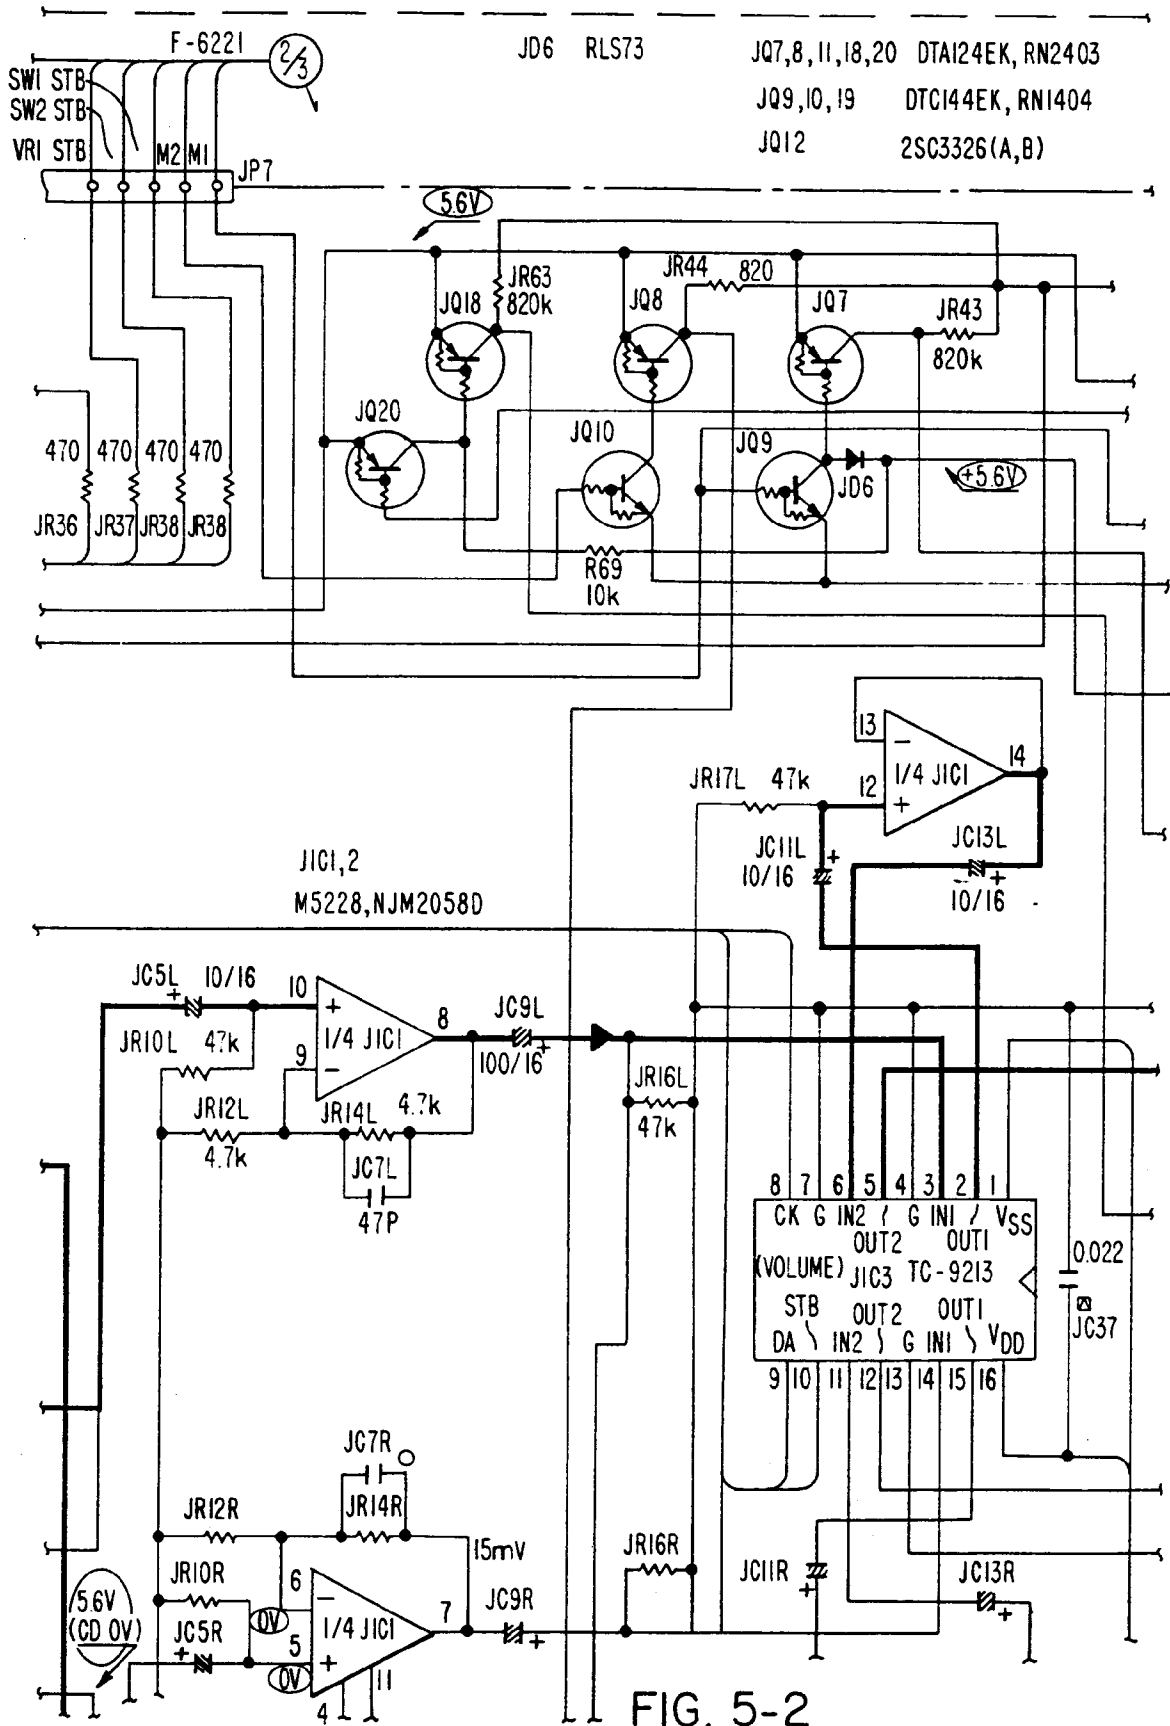 F-6221
2/3
JD6 RLS73
JQ7,8,11,18,20 DTA124EK, RN2403
SW1 STB
SW2 STB
JQ9,10,19 DTC144EK, RN1404
VR1 STB
M2 M1
JP7
JQ12 2SC3326(A,B)
5.6V
JR63
820k
JR44 820
JQ18
JQ8
JQ7
JR43
820k
JQ20
JQ10
JQ9
470 470 470 470
JD6
+5.6V
JR36 JR37 JR38 JR38
R69
10k
13
−
14
1/4 JIC1
12
+
JR17L 47k
JC11L
+
10/16
JC13L
+
10/16
JIC1,2
M5228,NJM2058D
JC5L 10/16
+
10
+
8
JC9L
1/4 JIC1
JR10L 47k
9
−
100/16 +
JR16L
47k
JR12L
4.7k
JR14L 4.7k
JC7L
47P
8 7 6 5 4 3 2 1
CK G IN2 G IN1 VSS
OUT2 OUT1
(VOLUME) JIC3 TC-9213
STB OUT2 OUT1
DA IN2 G IN1 VDD
9 10 11 12 13 14 15 16
0.022
JC37
JC7R
JR12R
JR14R
15mV
JR16R
JC11R
+
JC13R
+
JR10R
6
−
0V
7
JC9R
+
5.6V
(CD 0V)
1/4 JIC1
JC5R
+
5
+
0V
11
4
FIG. 5-2